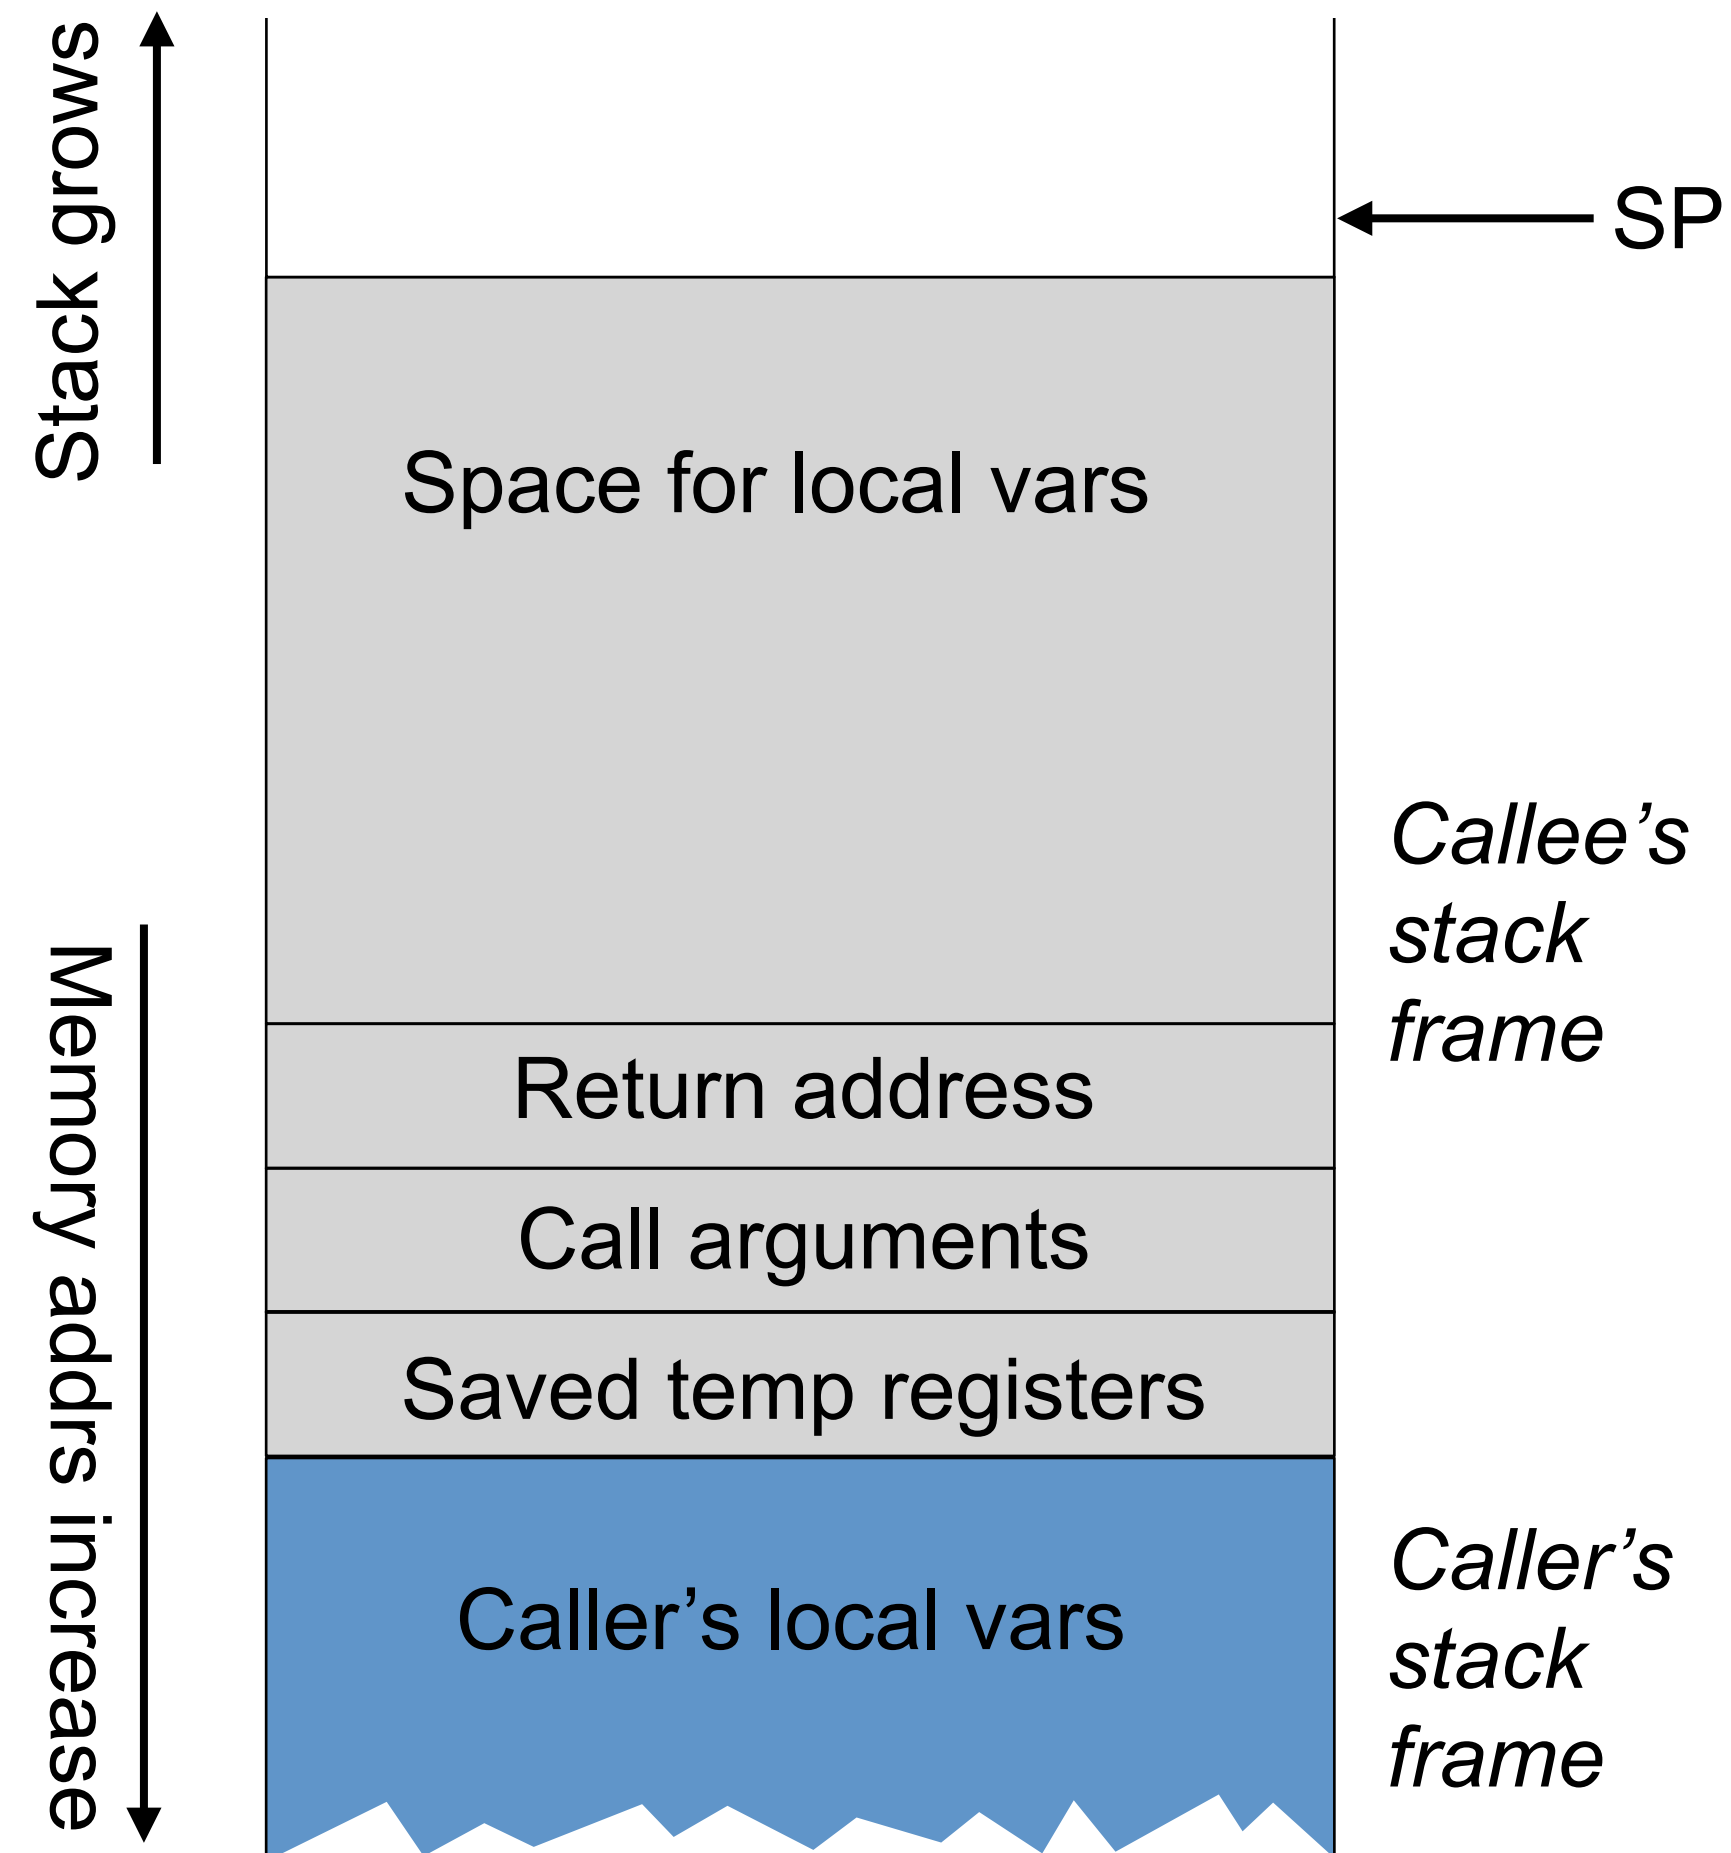 Stack grows
SP
Space for local vars
Callee’s
stack
frame
Memory addrs increase
Return address
Call arguments
Saved temp registers
Caller’s local vars
Caller’s
stack
frame